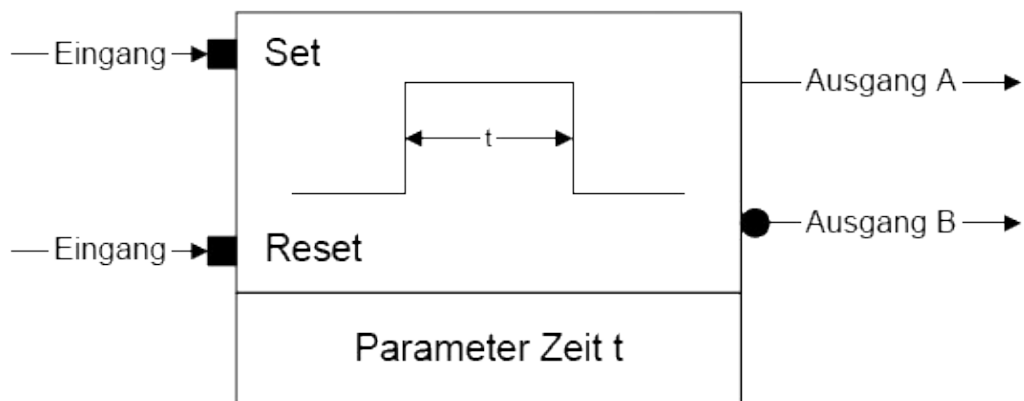 Eingang
Set
Ausgang A
t
Ausgang B
Eingang
Reset
Parameter Zeit t